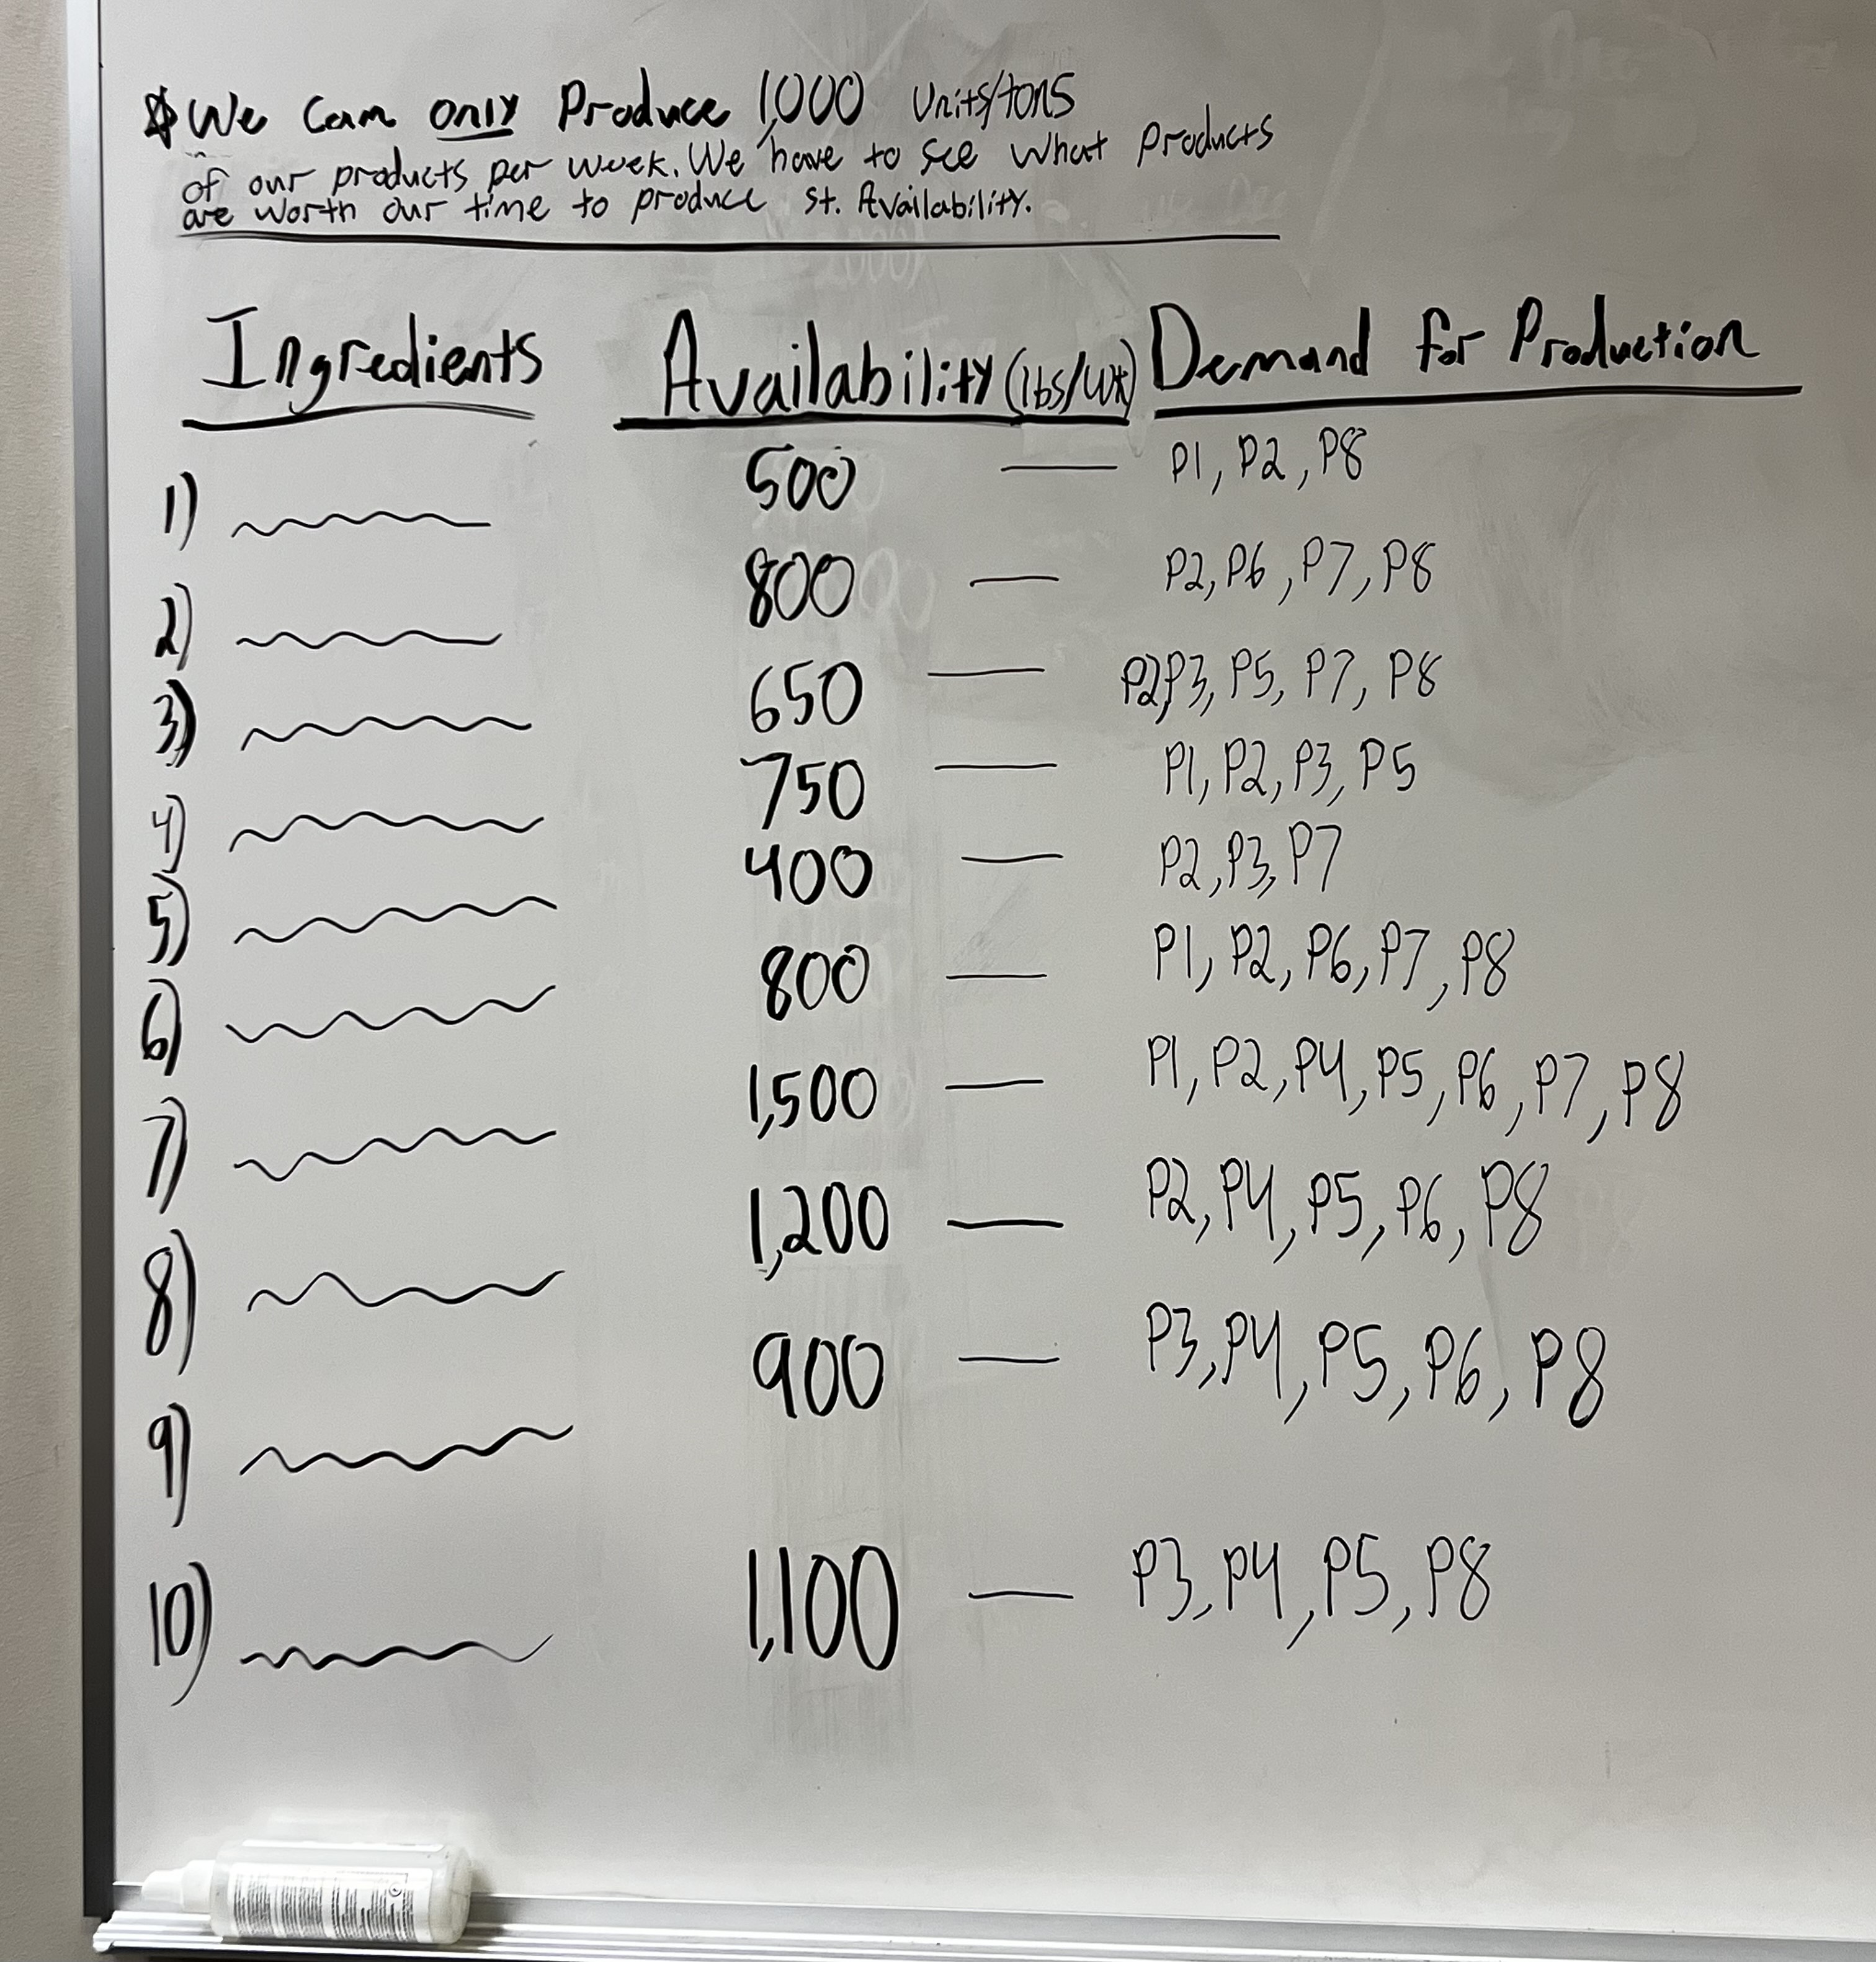 * We Can only Produce 1,000 Units/tons
of our products per week. We have to see what products
are worth our time to produce st. Availability.
Ingredients Availability (lbs/wk) Demand for Production
1) 500 — P1, P2, P8
2) 800 — P2, P6, P7, P8
3) 650 — P2, P3, P5, P7, P8
4) 750 — P1, P2, P3, P5
5) 400 — P2, P3, P7
6) 800 — P1, P2, P6, P7, P8
7) 1,500 — P1, P2, P4, P5, P6, P7, P8
8) 1,200 — P2, P4, P5, P6, P8
9) 900 — P3, P4, P5, P6, P8
10) 1,100 — P3, P4, P5, P8